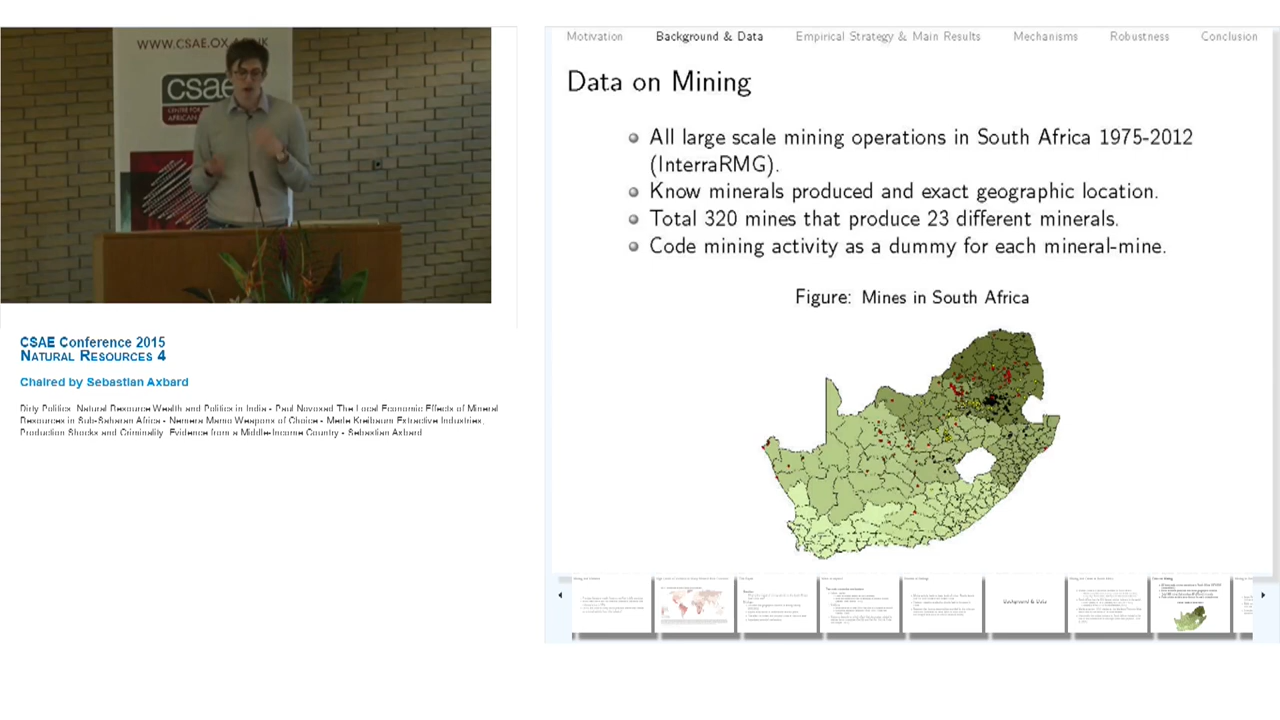 WWW.CSAE.OX.AC.UK
csae
CSAE Conference 2015
NATURAL RESOURCES 4
Chaired by Sebastian Axbard
Dirty Politics Natural Resource Wealth and Politics in India - Paul Novosad The Local Economic Effects of Mineral
Resources in Sub-Saharan Africa - Nemera Mamo Weapons of Choice - Merle Kreibaum Extractive Industries,
Production Shocks and Criminality Evidence from a Middle-Income Country - Sebastian Axbard
Motivation Background & Data Empirical Strategy & Main Results Mechanisms Robustness Conclusion
Data on Mining
All large scale mining operations in South Africa 1975-2012
(InterraRMG).
Know minerals produced and exact geographic location.
Total 320 mines that produce 23 different minerals.
Code mining activity as a dummy for each mineral-mine.
Figure: Mines in South Africa
Background & Data